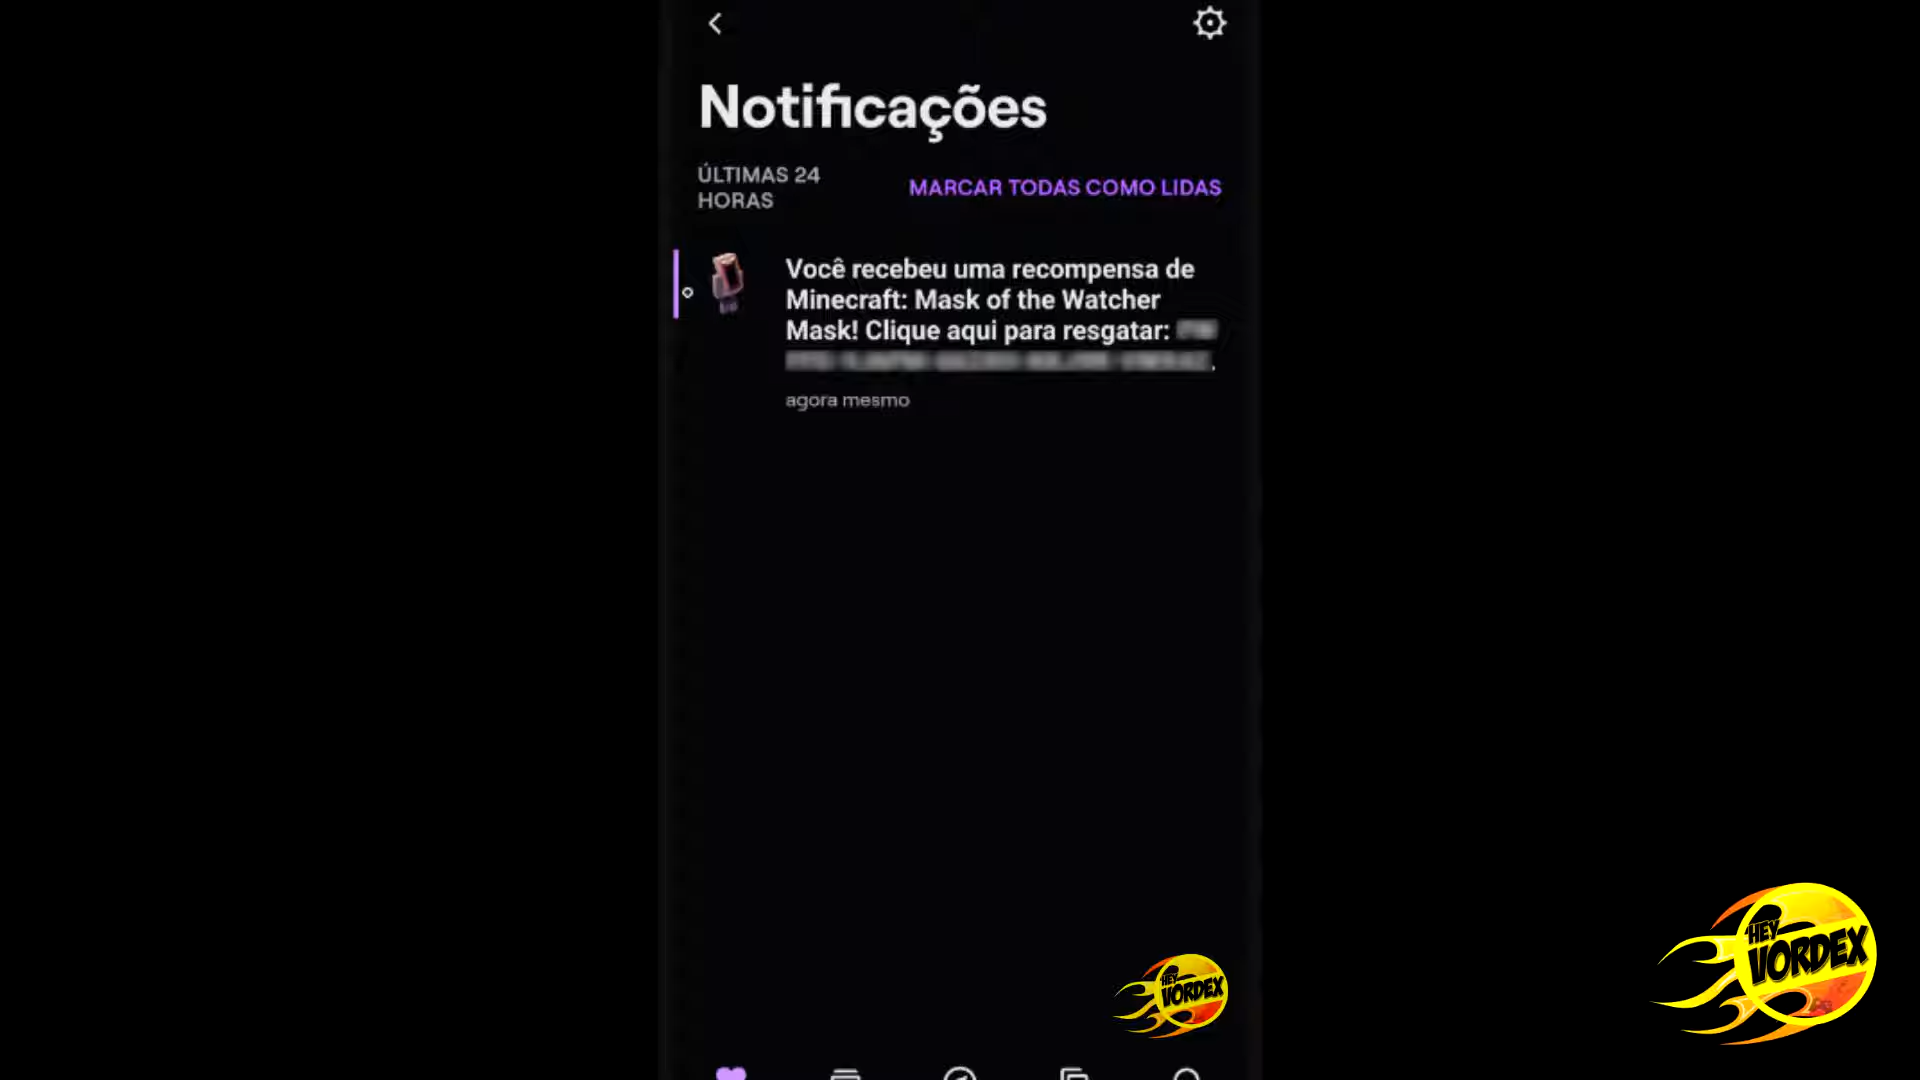 Notificações
ÚLTIMAS 24
HORAS
MARCAR TODAS COMO LIDAS
Você recebeu uma recompensa de
Minecraft: Mask of the Watcher
Mask! Clique aqui para resgatar:
agora mesmo
HEY
VORDEX
HEY
VORDEX